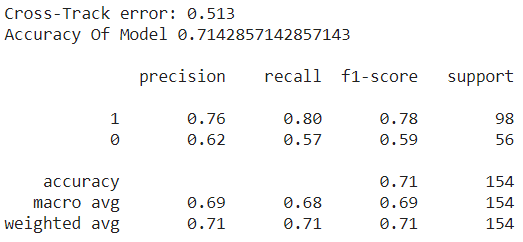 Cross-Track error: 0.513
Accuracy Of Model 0.7142857142857143
precision recall f1-score support
1 0.76 0.80 0.78 98
0 0.62 0.57 0.59 56
accuracy 0.71 154
macro avg 0.69 0.68 0.69 154
weighted avg 0.71 0.71 0.71 154